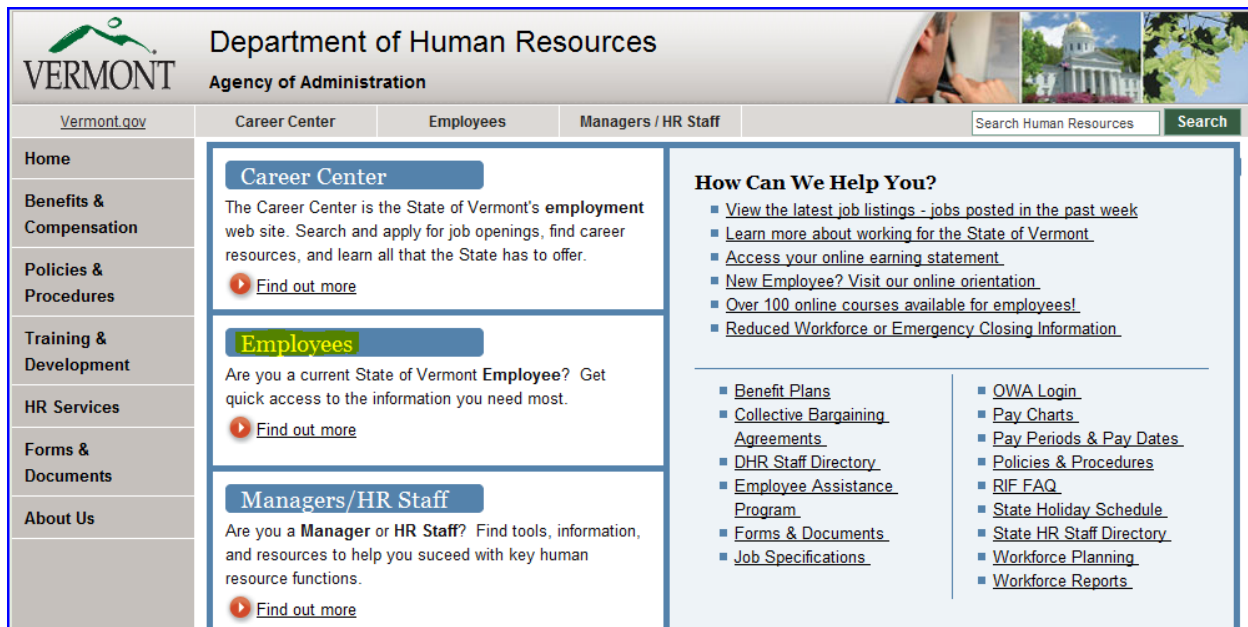 VERMONT
Department of Human Resources
Agency of Administration
Vermont.gov
Career Center
Employees
Managers / HR Staff
Search Human Resources
Search
Home
Benefits &
Compensation
Policies &
Procedures
Training &
Development
HR Services
Forms &
Documents
About Us
Career Center
The Career Center is the State of Vermont's employment
web site. Search and apply for job openings, find career
resources, and learn all that the State has to offer.
Find out more
Employees
Are you a current State of Vermont Employee? Get
quick access to the information you need most.
Find out more
Managers/HR Staff
Are you a Manager or HR Staff? Find tools, information,
and resources to help you suceed with key human
resource functions.
Find out more
How Can We Help You?
View the latest job listings - jobs posted in the past week
Learn more about working for the State of Vermont
Access your online earning statement
New Employee? Visit our online orientation
Over 100 online courses available for employees!
Reduced Workforce or Emergency Closing Information
Benefit Plans
Collective Bargaining
Agreements
DHR Staff Directory
Employee Assistance
Program
Forms & Documents
Job Specifications
OWA Login
Pay Charts
Pay Periods & Pay Dates
Policies & Procedures
RIF FAQ
State Holiday Schedule
State HR Staff Directory
Workforce Planning
Workforce Reports